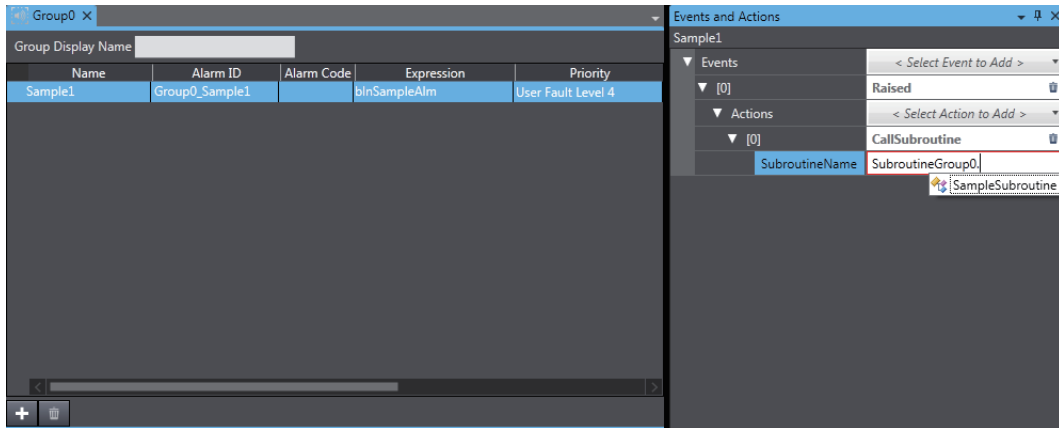 Group0
Group Display Name
Name Alarm ID Alarm Code Expression Priority
Sample1 Group0_Sample1 blnSampleAlm User Fault Level 4
Events and Actions
Sample1
Events < Select Event to Add >
[0] Raised
Actions < Select Action to Add >
[0] CallSubroutine
SubroutineName SubroutineGroup0.
SampleSubroutine